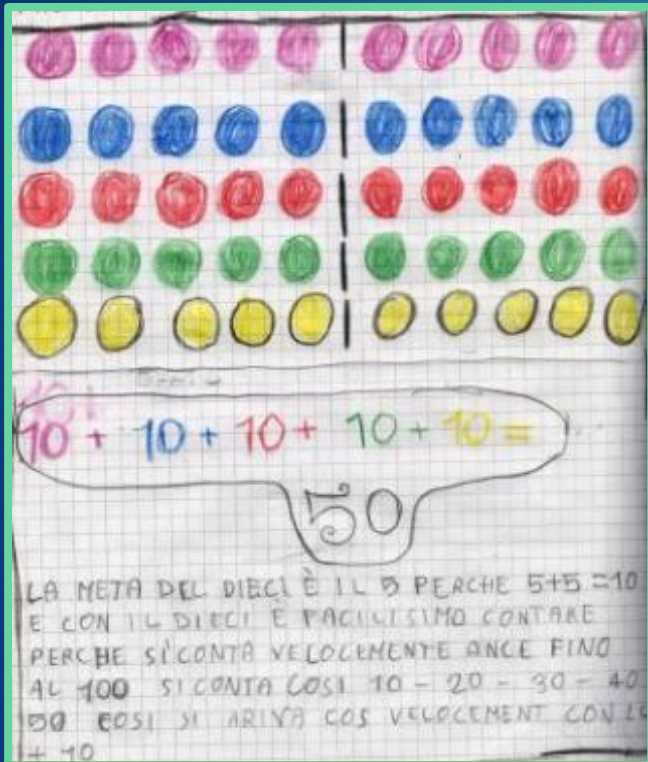 10 + 10 + 10 + 10 + 10 =
50
LA META DEL DIECI È IL 5 PERCHE 5+5=10
E CON IL DIECI È FACILISIMO CONTARE
PERCHE SI CONTA VELOCEMENTE ANCE FINO
AL 100 SI CONTA COSI 10 - 20 - 30 - 40
50 COSI SI ARIVA COS VELOCEMENT CON
+ 10